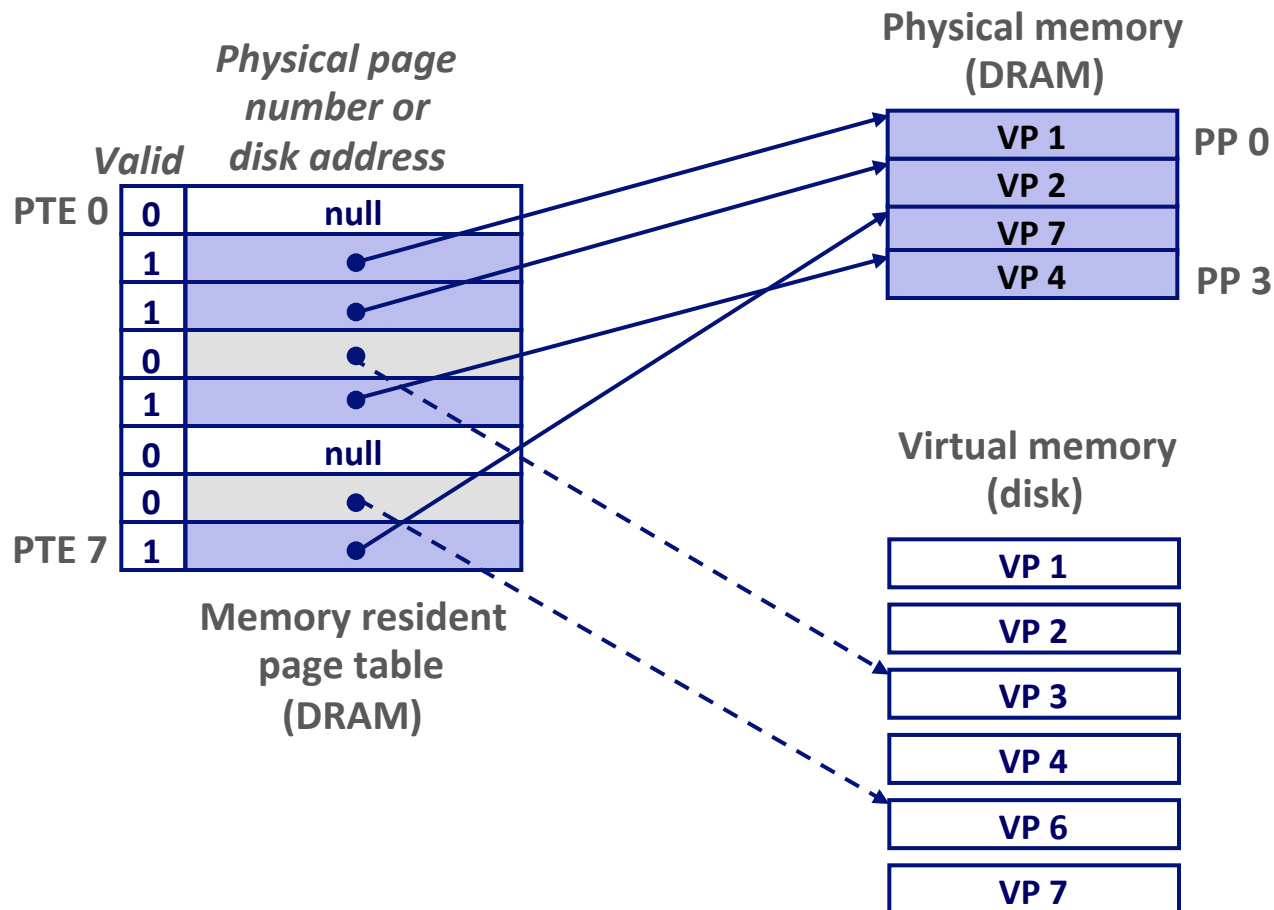 Physical memory
(DRAM)
Physical page
number or
disk address
Valid
PTE 0
0
null
1
1
0
1
0
null
0
PTE 7
1
Memory resident
page table
(DRAM)
VP 1
PP 0
VP 2
VP 7
VP 4
PP 3
Virtual memory
(disk)
VP 1
VP 2
VP 3
VP 4
VP 6
VP 7